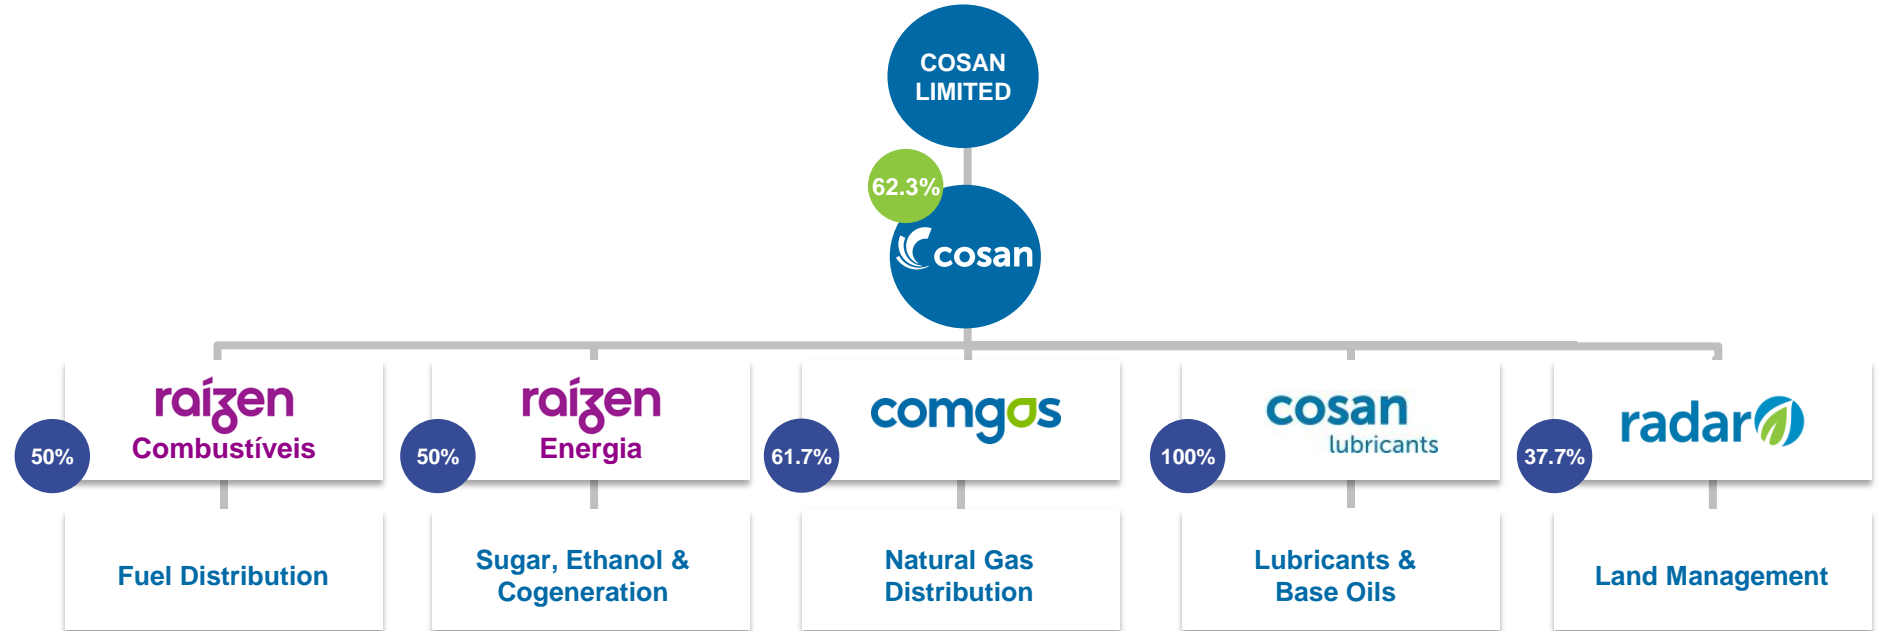 COSAN
LIMITED
62.3%
cosan
raízen
Combustíveis
50%
raízen
Energia
50%
comgas
61.7%
cosan
lubricants
100%
radar
37.7%
Fuel Distribution
Sugar, Ethanol &
Cogeneration
Natural Gas
Distribution
Lubricants &
Base Oils
Land Management